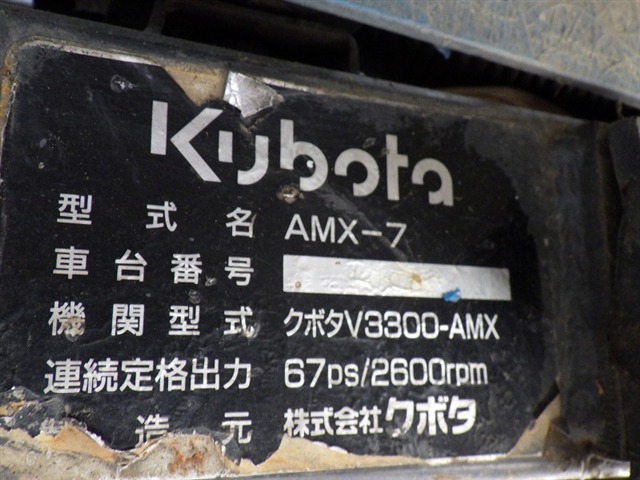 Kubota
型式名 AMX-7
車台番号
機関型式 クボタV3300-AMX
連続定格出力 67ps/2600rpm
造元 株式会社クボタ